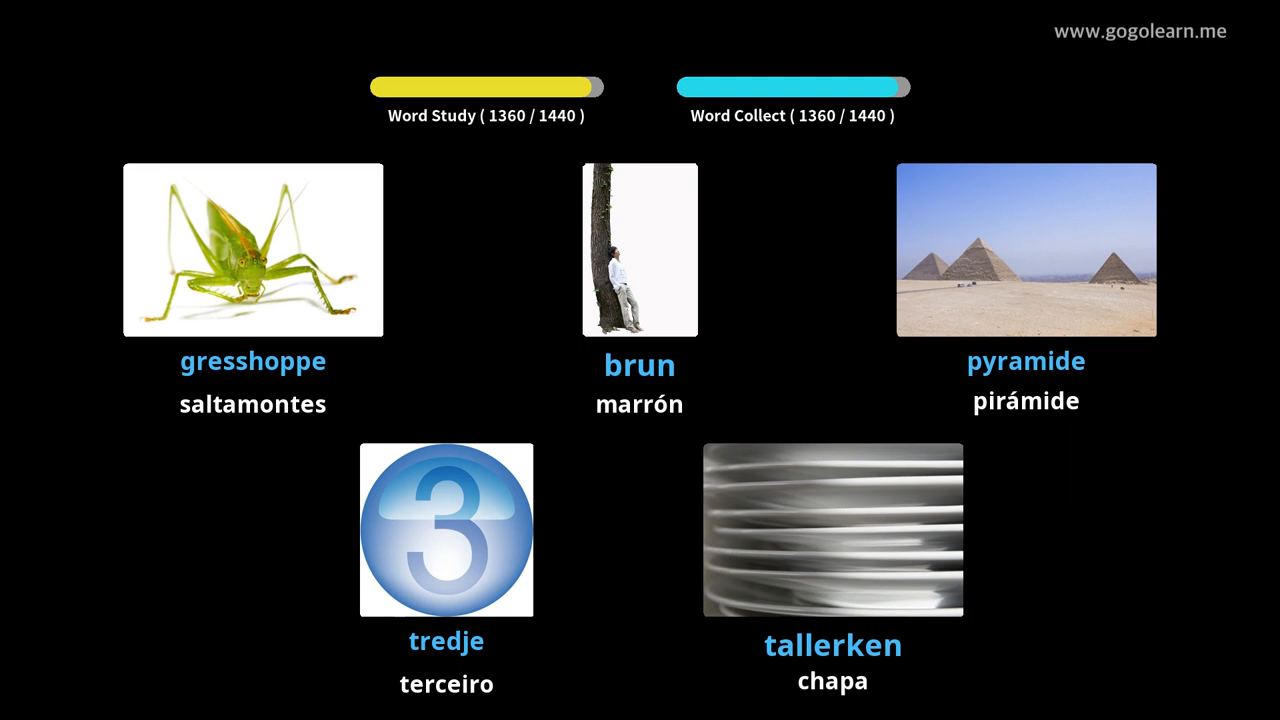 www.gogolearn.me
Word Study ( 1360 / 1440 )
Word Collect ( 1360 / 1440 )
gresshoppe
saltamontes
brun
marrón
pyramide
pirámide
3
tredje
terceiro
tallerken
chapa